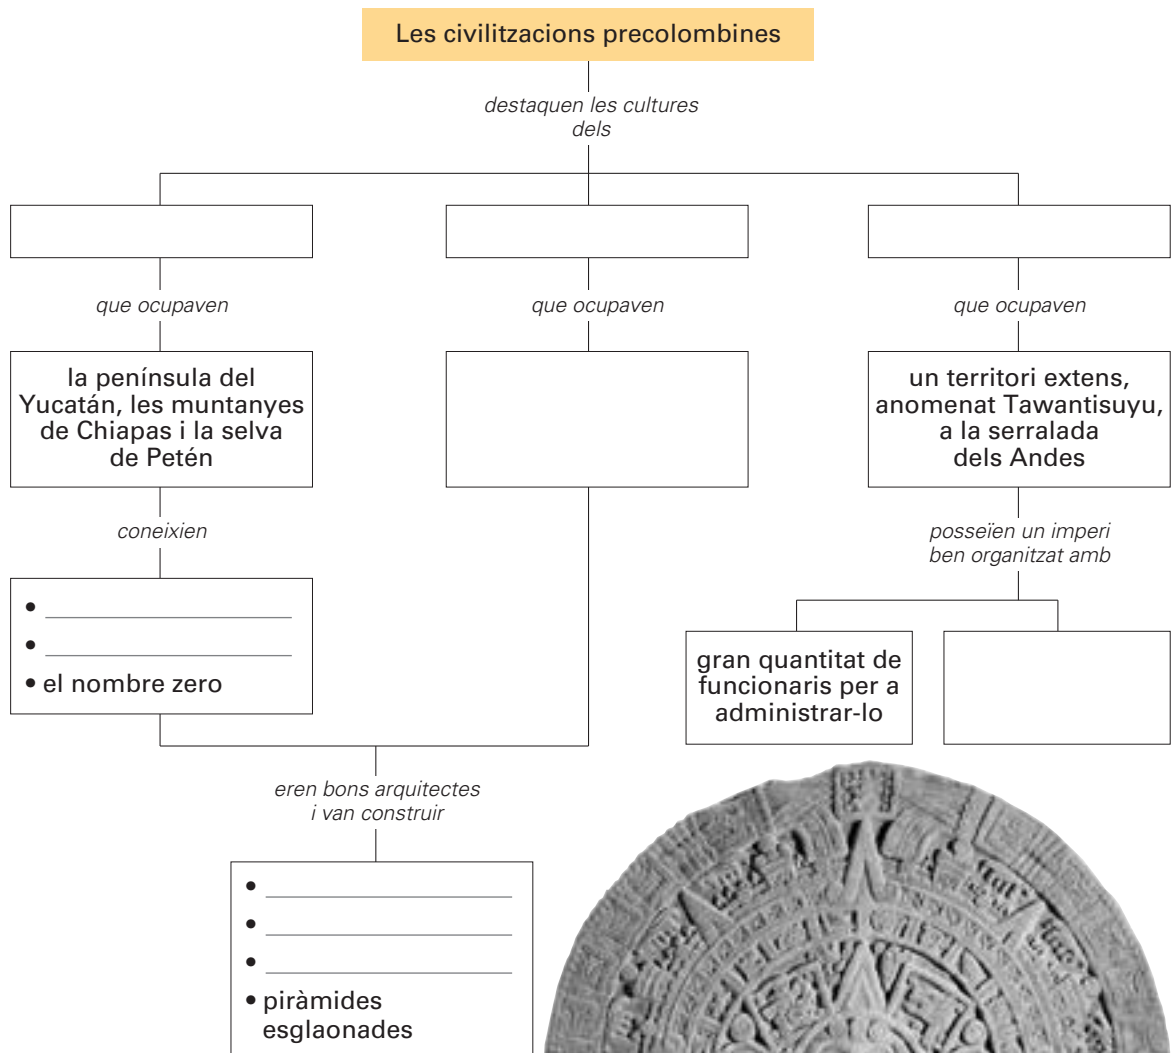 Les civilitzacions precolombines
destaquen les cultures
dels
que ocupaven
que ocupaven
que ocupaven
la península del
Yucatán, les muntanyes
de Chiapas i la selva
de Petén
un territori extens,
anomenat Tawantisuyu,
a la serralada
dels Andes
coneixien
posseïen un imperi
ben organitzat amb
• el nombre zero
gran quantitat de
funcionaris per a
administrar-lo
eren bons arquitectes
i van construir
• piràmides
esglaonades